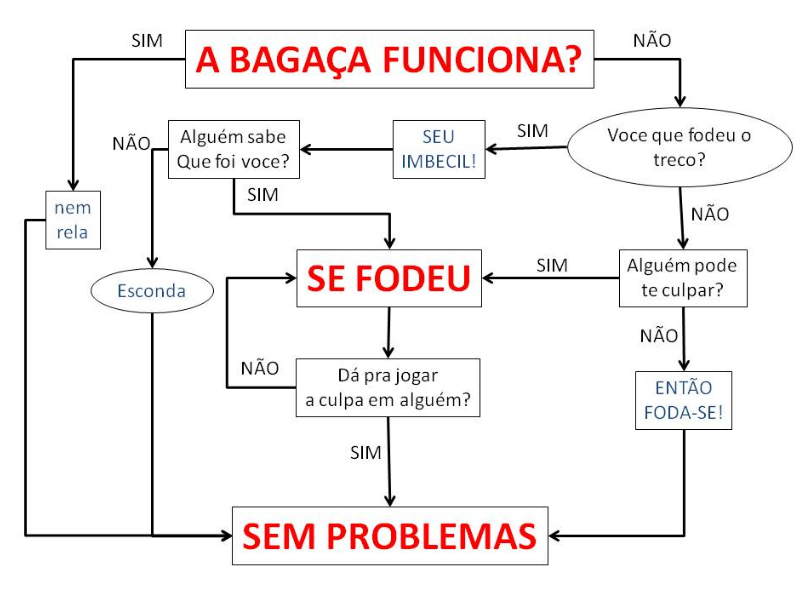 SIM
A BAGAÇA FUNCIONA?
NÃO
NÃO
Alguém sabe
Que foi voce?
SEU
IMBECIL!
SIM
Voce que fodeu o
treco?
SIM
nem
rela
NÃO
Esconda
SE FODEU
SIM
Alguém pode
te culpar?
NÃO
Dá pra jogar
a culpa em alguém?
NÃO
ENTÃO
FODA-SE!
SIM
SEM PROBLEMAS